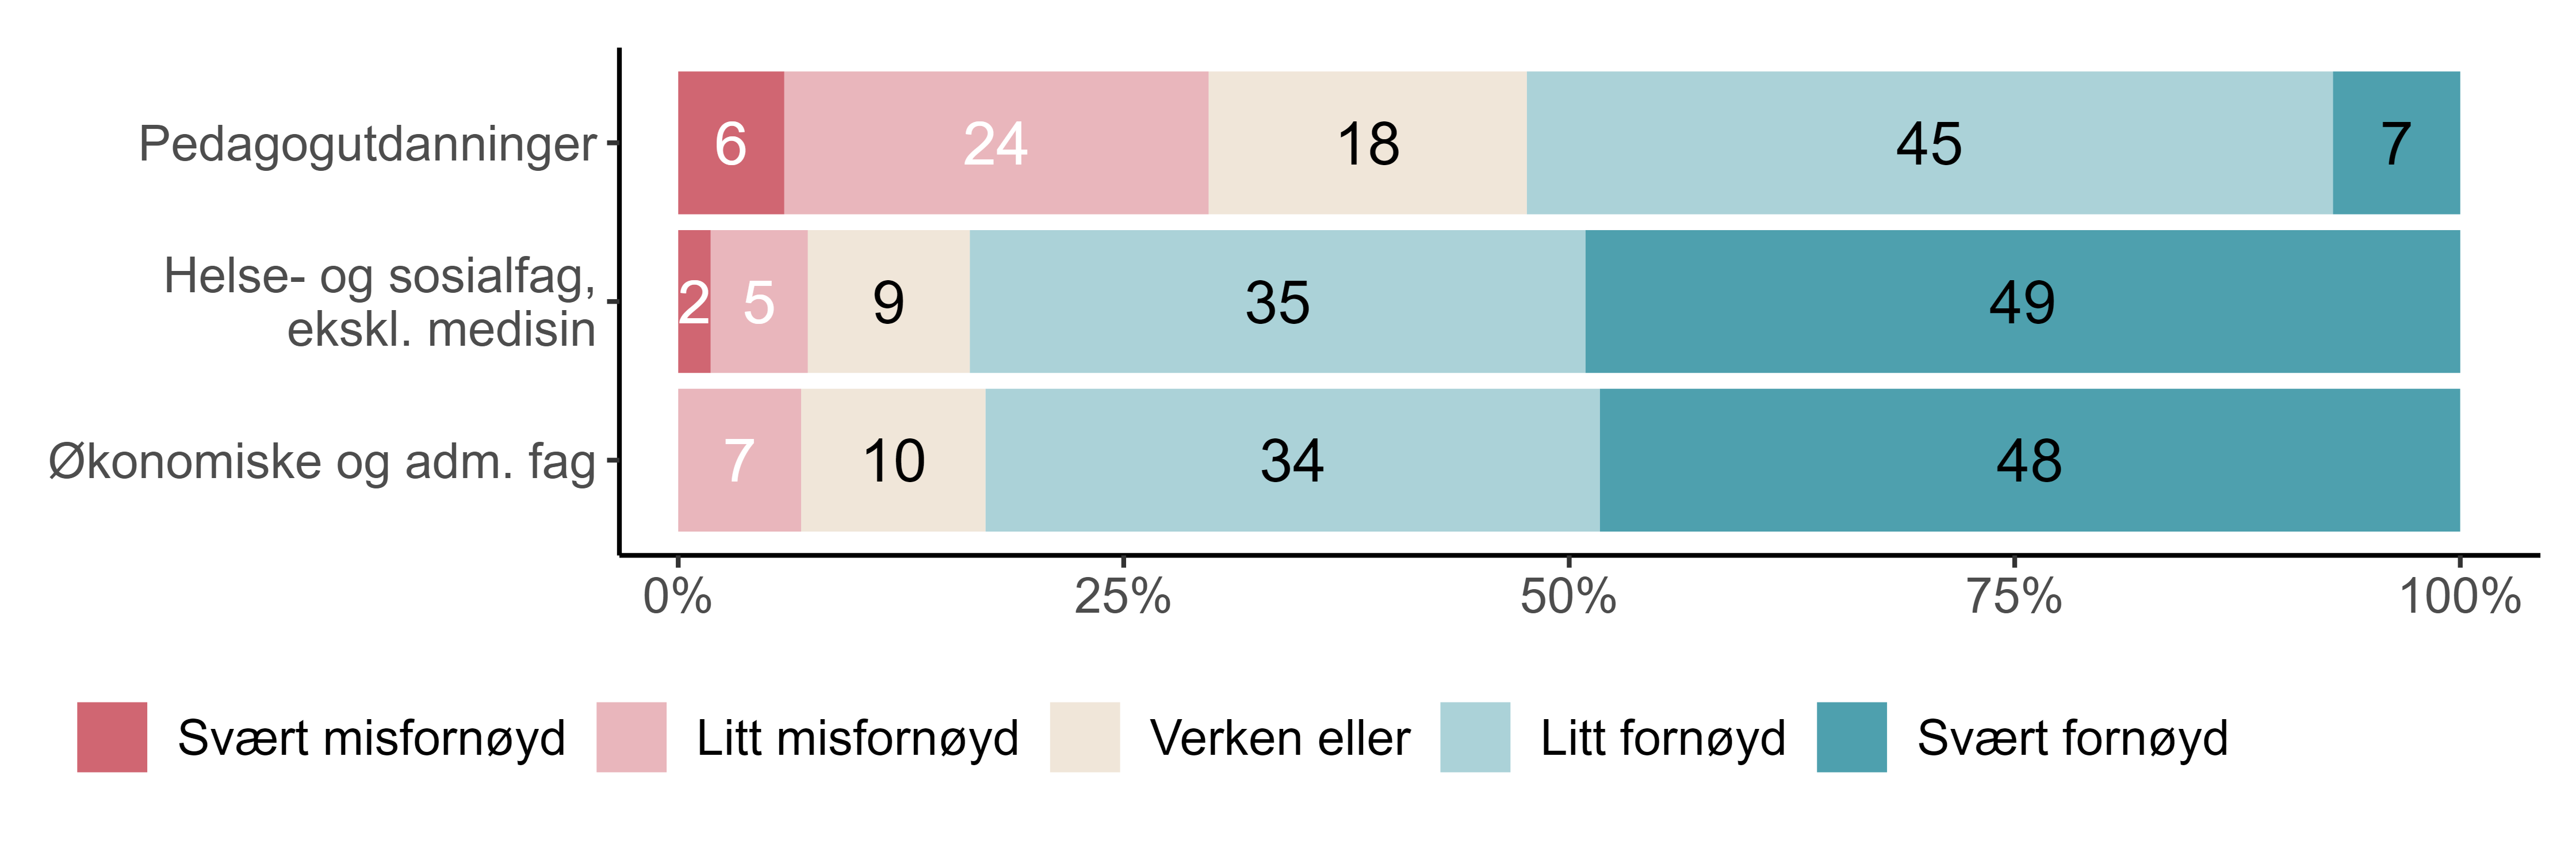 Pedagogutdanninger 6 24 18 45 7
Helse- og sosialfag,
ekskl. medisin 2 5 9 35 49
Økonomiske og adm. fag 7 10 34 48
0% 25% 50% 75% 100%
Svært misfornøyd Litt misfornøyd Verken eller Litt fornøyd Svært fornøyd